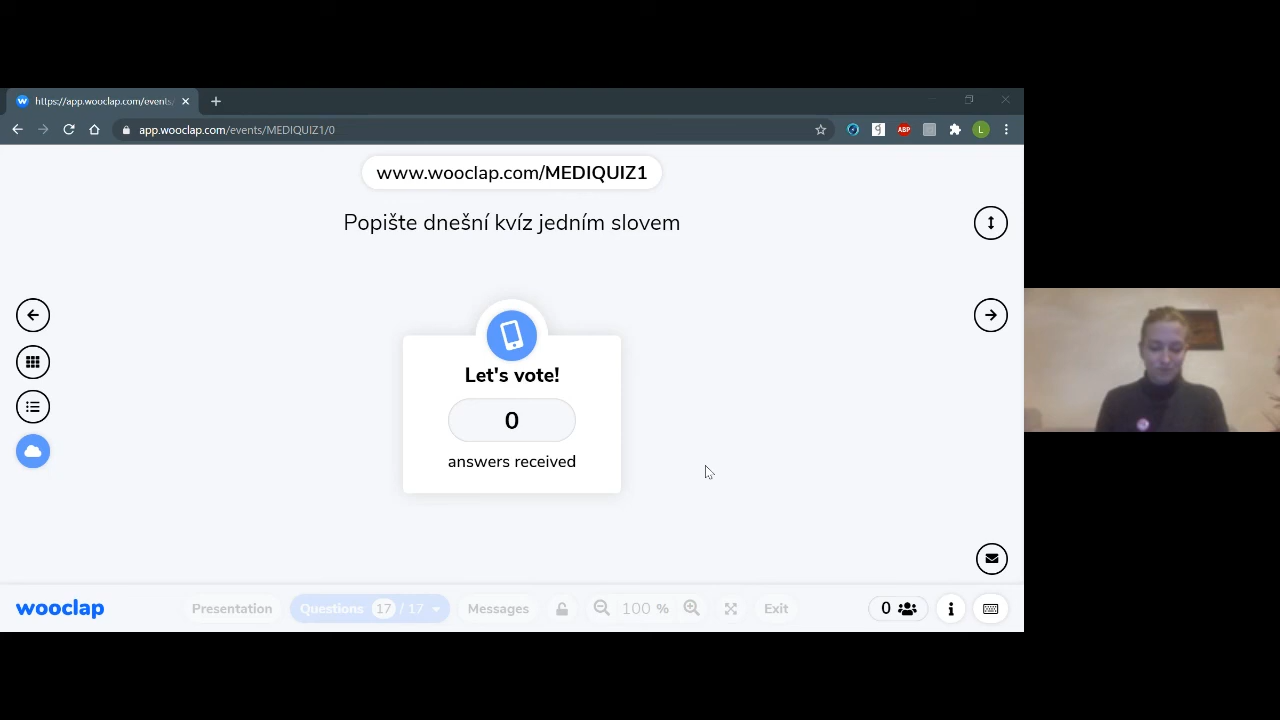 https://app.wooclap.com/events/
app.wooclap.com/events/MEDIQUIZ1/0
ABP
L
www.wooclap.com/MEDIQUIZ1
Popište dnešní kvíz jedním slovem
Let's vote!
0
answers received
wooclap
Presentation
Questions 17 / 17
Messages
100 %
Exit
0